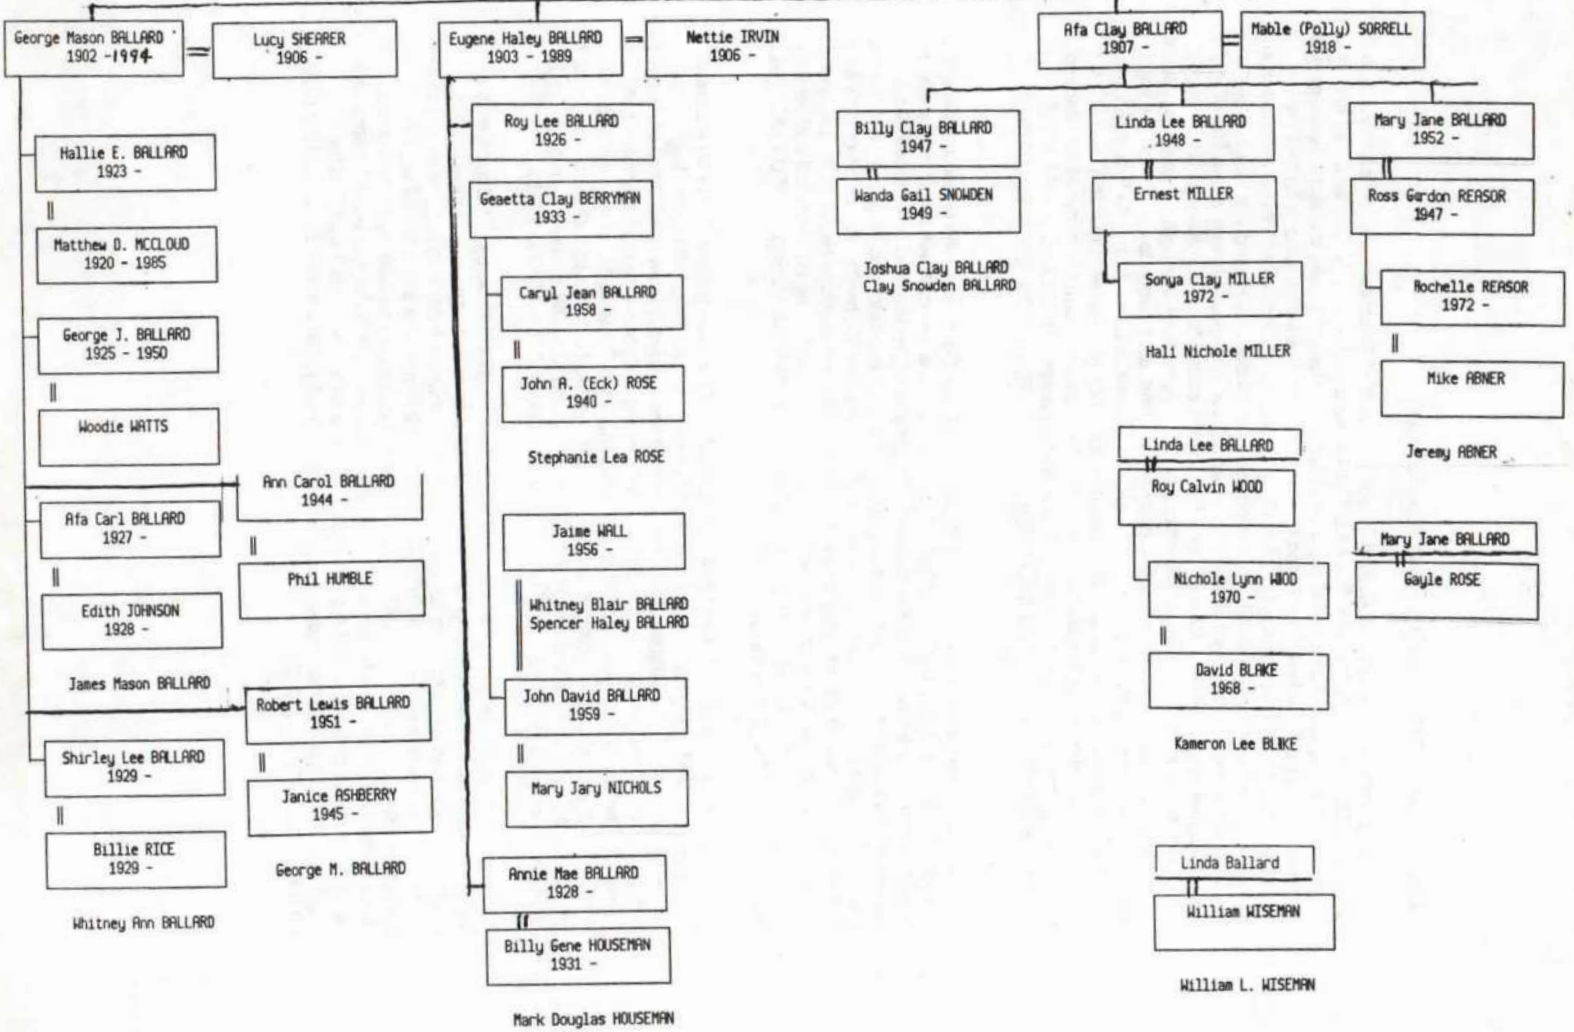 George Mason BALLARD
1902 -1994
Lucy SHEARER
1906 -
Eugene Haley BALLARD
1903 - 1989
Nettie IRVIN
1906 -
Afa Clay BALLARD
1907 -
Mable (Polly) SORRELL
1918 -
Hallie E. BALLARD
1923 -
Matthew D. MCCLOUD
1920 - 1985
George J. BALLARD
1925 - 1950
Woodie WATTS
Afa Carl BALLARD
1927 -
Edith JOHNSON
1928 -
James Mason BALLARD
Shirley Lee BALLARD
1929 -
Billie RICE
1929 -
Whitney Ann BALLARD
Ann Carol BALLARD
1944 -
Phil HUMBLE
Robert Lewis BALLARD
1951 -
Janice ASHBERRY
1945 -
George M. BALLARD
Roy Lee BALLARD
1926 -
Geaetta Clay BERRYMAN
1933 -
Caryl Jean BALLARD
1958 -
John A. (Eck) ROSE
1940 -
Stephanie Lea ROSE
Jaime WALL
1956 -
Whitney Blair BALLARD
Spencer Haley BALLARD
John David BALLARD
1959 -
Mary Jary NICHOLS
Annie Mae BALLARD
1928 -
Billy Gene HOUSEMAN
1931 -
Mark Douglas HOUSEMAN
Billy Clay BALLARD
1947 -
Wanda Gail SNOWDEN
1949 -
Joshua Clay BALLARD
Clay Snowden BALLARD
Linda Lee BALLARD
1948 -
Ernest MILLER
Sonya Clay MILLER
1972 -
Hali Nichole MILLER
Linda Lee BALLARD
Roy Calvin WOOD
Nichole Lynn WOOD
1970 -
David BLAKE
1968 -
Kameron Lee BLAKE
Linda Ballard
William WISEMAN
William L. WISEMAN
Mary Jane BALLARD
1952 -
Ross Gordon REASOR
1947 -
Rochelle REASOR
1972 -
Mike ABNER
Jeremy ABNER
Mary Jane BALLARD
Gayle ROSE